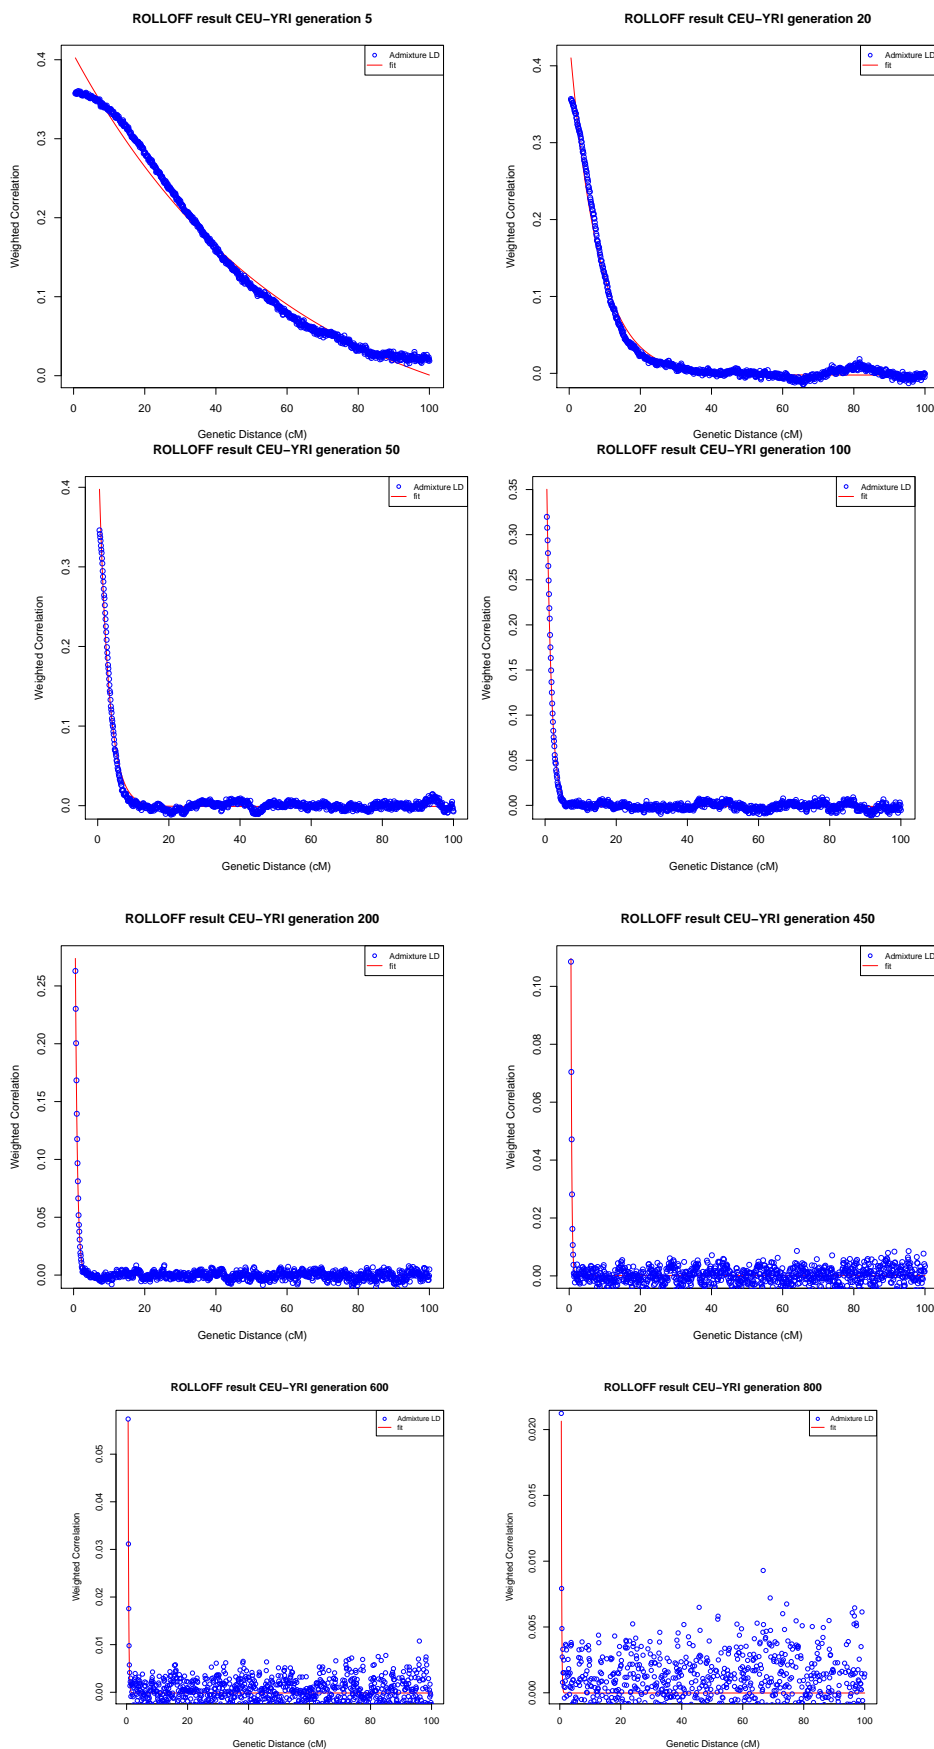 ROLLOFF result CEU−YRI generation 5
Admixture LD
fit
Weighted Correlation
0.0
0.1
0.2
0.3
0.4
0
20
40
60
80
100
Genetic Distance (cM)
ROLLOFF result CEU−YRI generation 20
Admixture LD
fit
Weighted Correlation
0.0
0.1
0.2
0.3
0.4
0
20
40
60
80
100
Genetic Distance (cM)
ROLLOFF result CEU−YRI generation 50
Admixture LD
fit
Weighted Correlation
0.0
0.1
0.2
0.3
0.4
0
20
40
60
80
100
Genetic Distance (cM)
ROLLOFF result CEU−YRI generation 100
Admixture LD
fit
Weighted Correlation
0.00
0.05
0.10
0.15
0.20
0.25
0.30
0.35
0
20
40
60
80
100
Genetic Distance (cM)
ROLLOFF result CEU−YRI generation 200
Admixture LD
fit
Weighted Correlation
0.00
0.05
0.10
0.15
0.20
0.25
0
20
40
60
80
100
Genetic Distance (cM)
ROLLOFF result CEU−YRI generation 450
Admixture LD
fit
Weighted Correlation
0.00
0.02
0.04
0.06
0.08
0.10
0
20
40
60
80
100
Genetic Distance (cM)
ROLLOFF result CEU−YRI generation 600
Admixture LD
fit
Weighted Correlation
0.00
0.01
0.02
0.03
0.04
0.05
0
20
40
60
80
100
Genetic Distance (cM)
ROLLOFF result CEU−YRI generation 800
Admixture LD
fit
Weighted Correlation
0.000
0.005
0.010
0.015
0.020
0
20
40
60
80
100
Genetic Distance (cM)